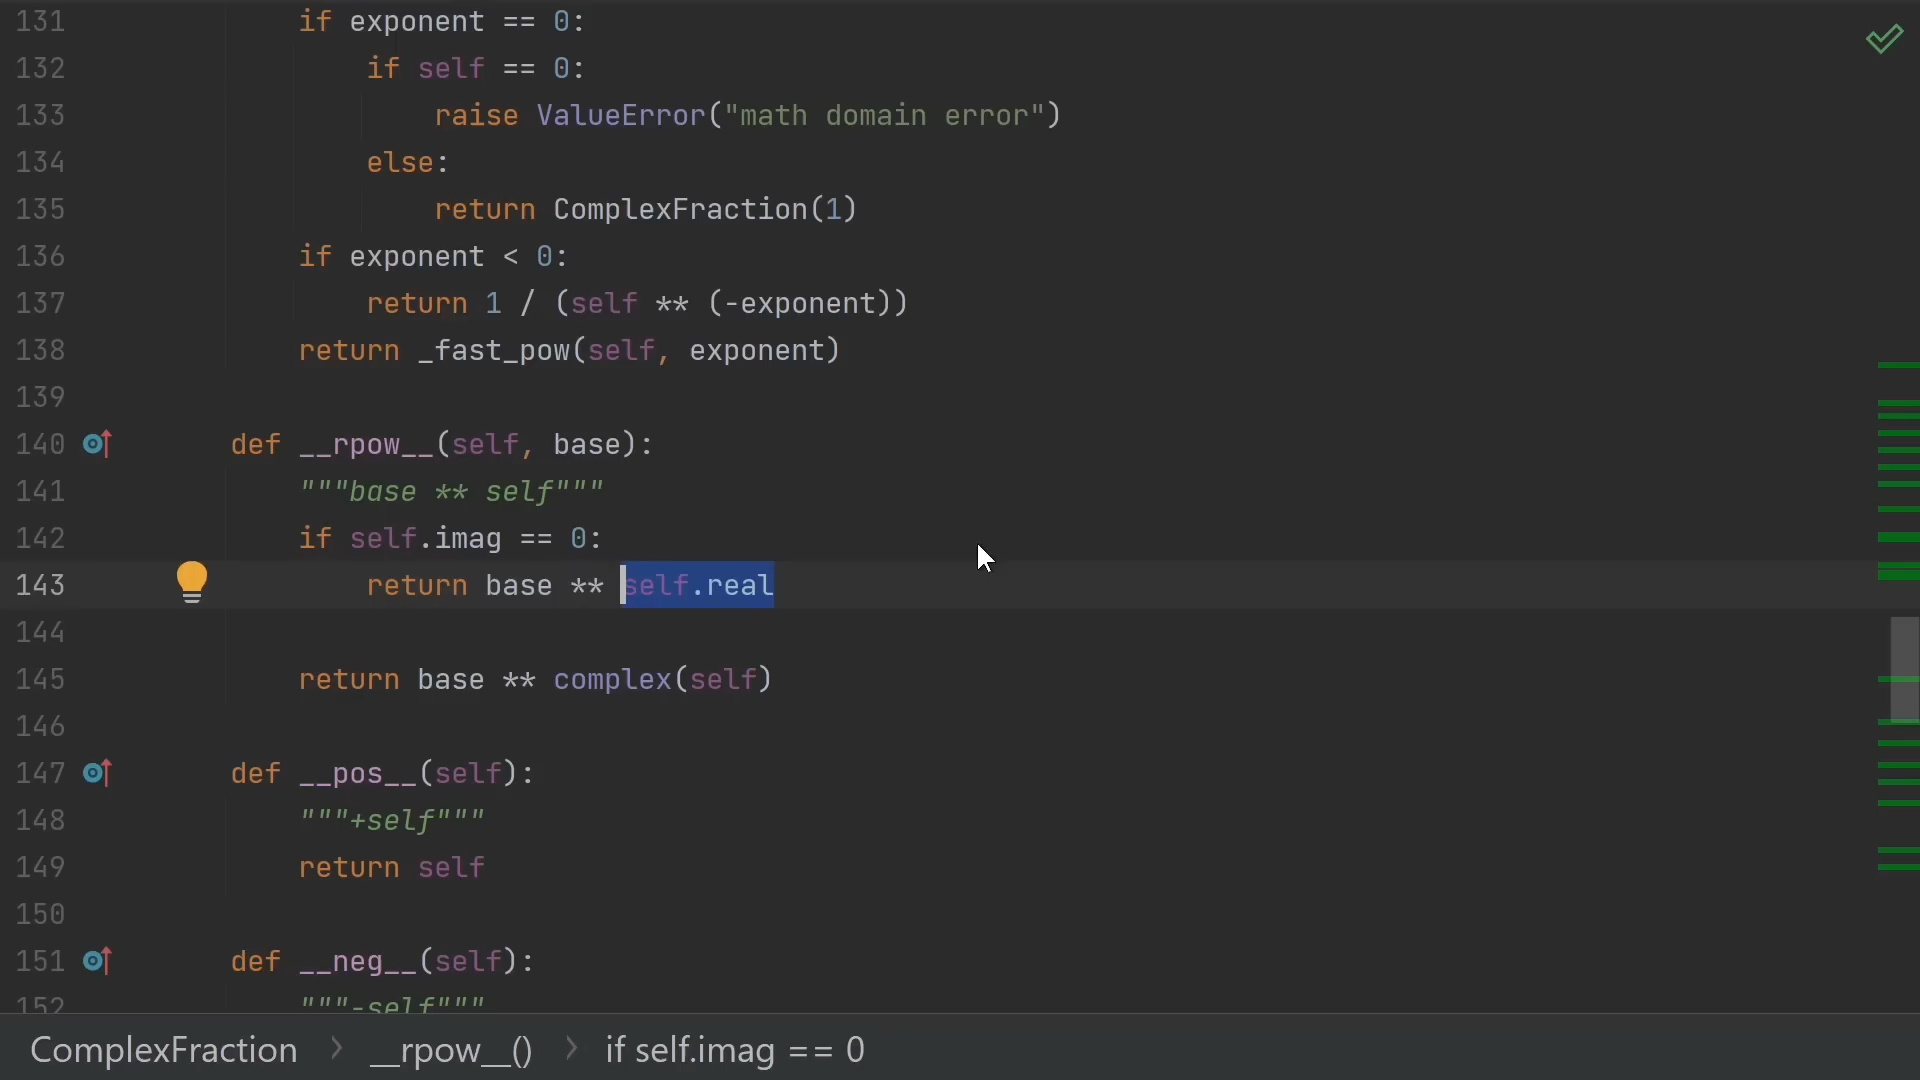 131 if exponent == 0:
132 if self == 0:
133 raise ValueError("math domain error")
134 else:
135 return ComplexFraction(1)
136 if exponent < 0:
137 return 1 / (self ** (-exponent))
138 return _fast_pow(self, exponent)
139
140 def __rpow__(self, base):
141 """base ** self"""
142 if self.imag == 0:
143 return base ** self.real
144
145 return base ** complex(self)
146
147 def __pos__(self):
148 """+self"""
149 return self
150
151 def __neg__(self):
152 """-self"""
ComplexFraction > __rpow__() > if self.imag == 0